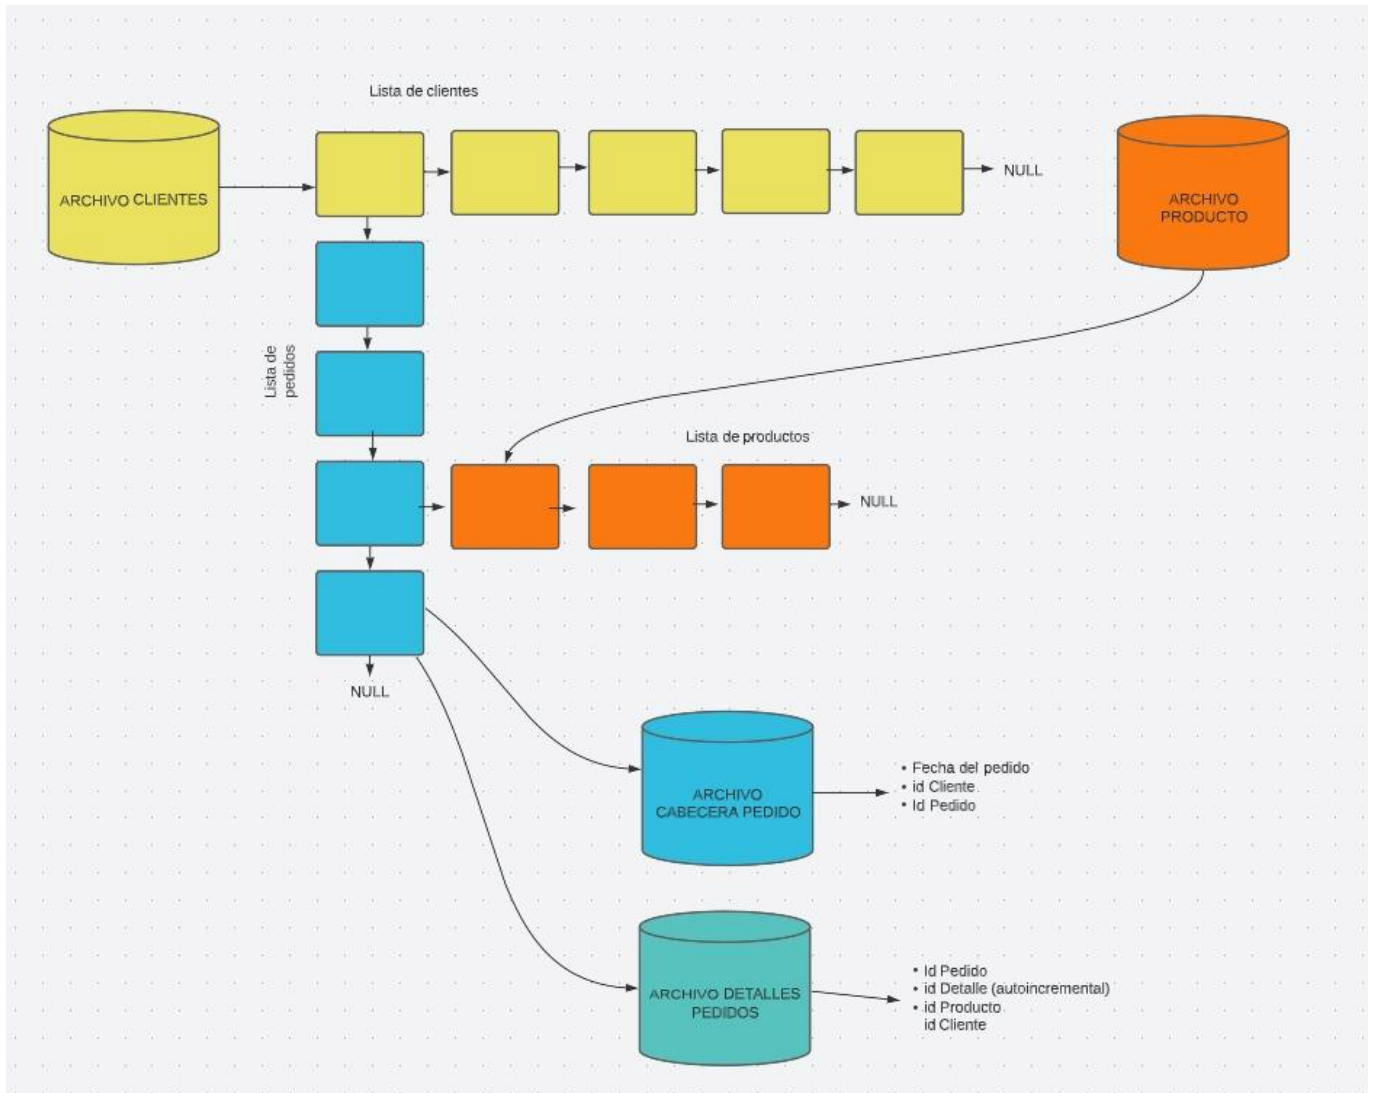 Lista de clientes
ARCHIVO CLIENTES
NULL
ARCHIVO
PRODUCTO
Lista de
pedidos
Lista de productos
NULL
NULL
ARCHIVO
CABECERA PEDIDO
• Fecha del pedido
• id Cliente
• Id Pedido
ARCHIVO DETALLES
PEDIDOS
• Id Pedido
• id Detalle (autoincremental)
• id Producto
id Cliente